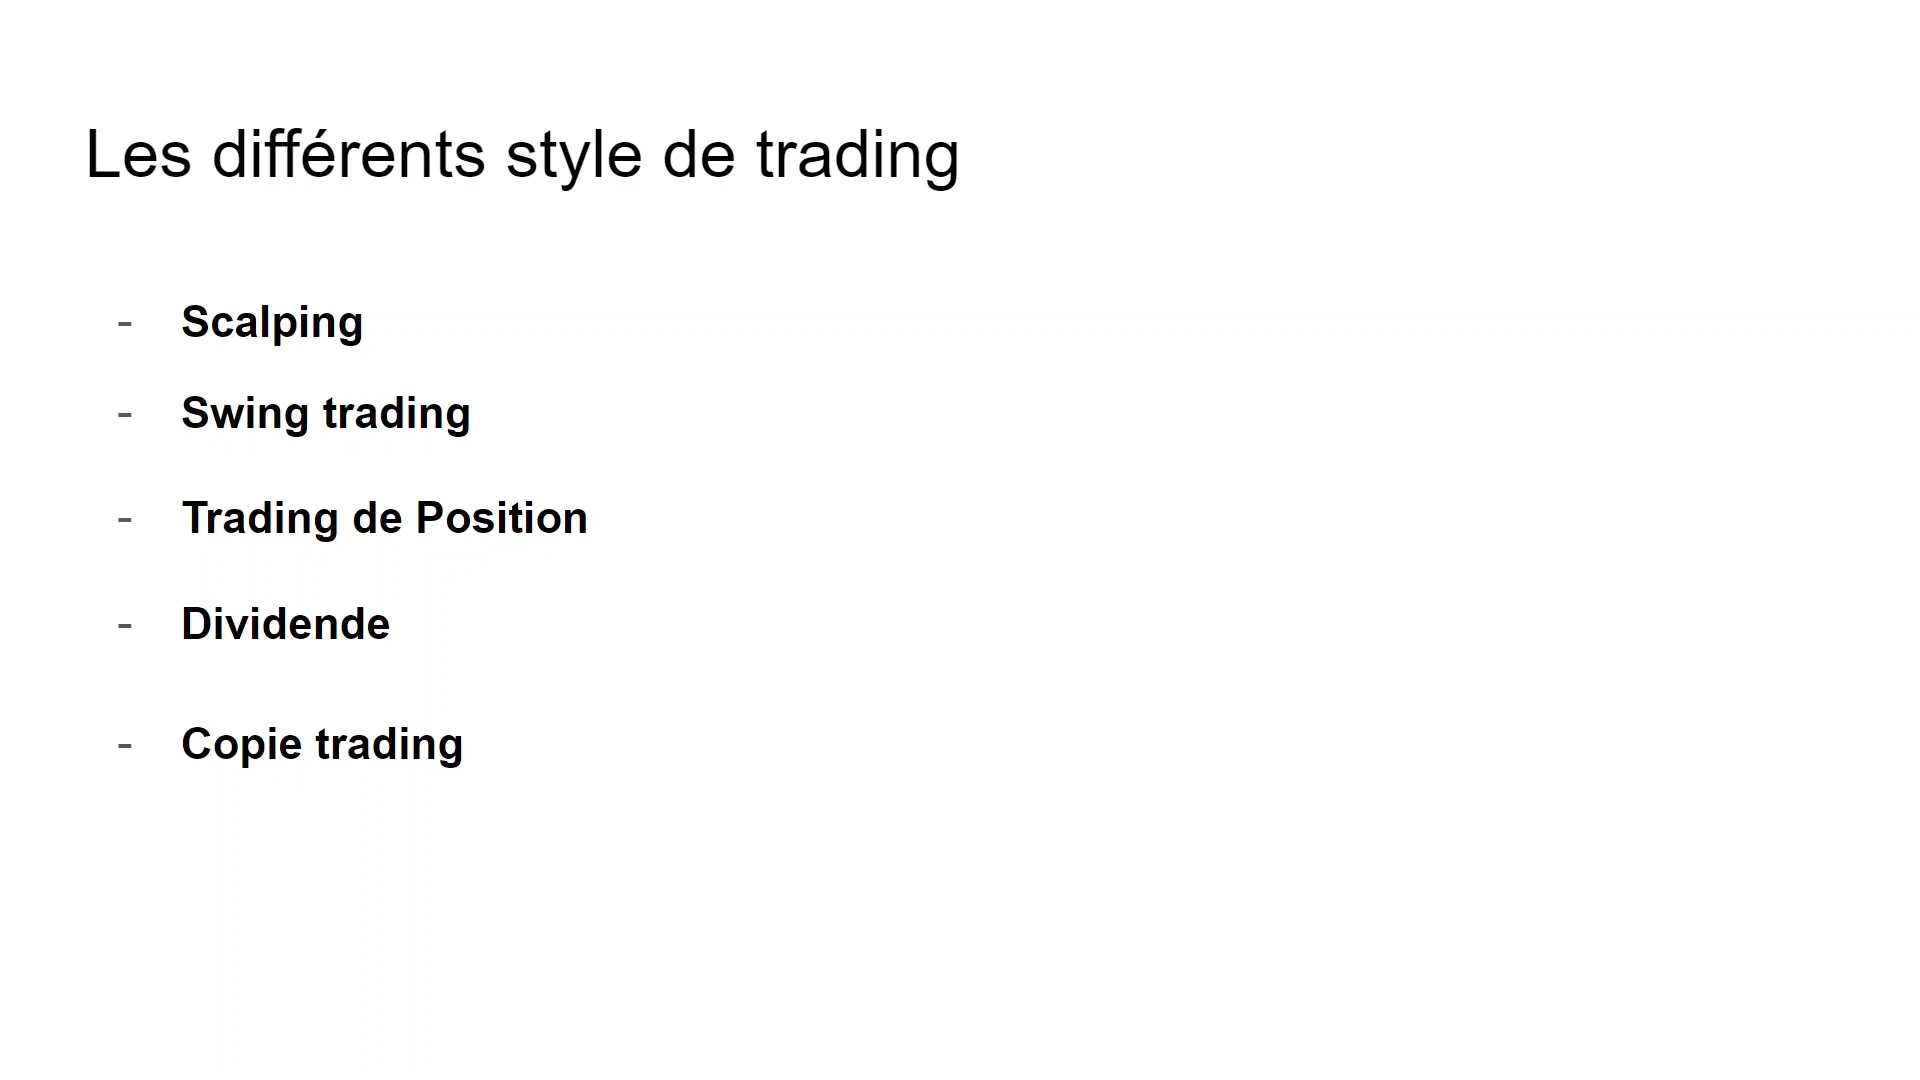 Les différents style de trading
- Scalping
- Swing trading
- Trading de Position
- Dividende
- Copie trading